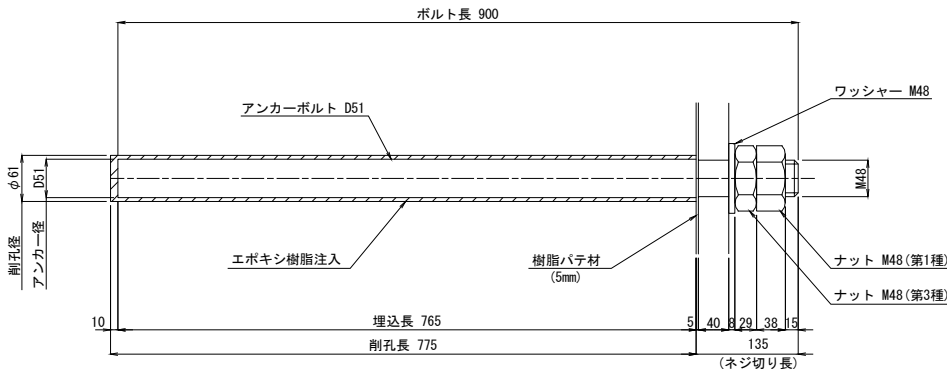 ボルト長 900
ワッシャー M48
アンカーボルト D51
φ61
D51
M48
削孔径
アンカー径
エポキシ樹脂注入
樹脂パテ材
(5mm)
ナット M48(第1種)
ナット M48(第3種)
10
埋込長 765
5
40
8
29
38
15
削孔長 775
135
(ネジ切り長)